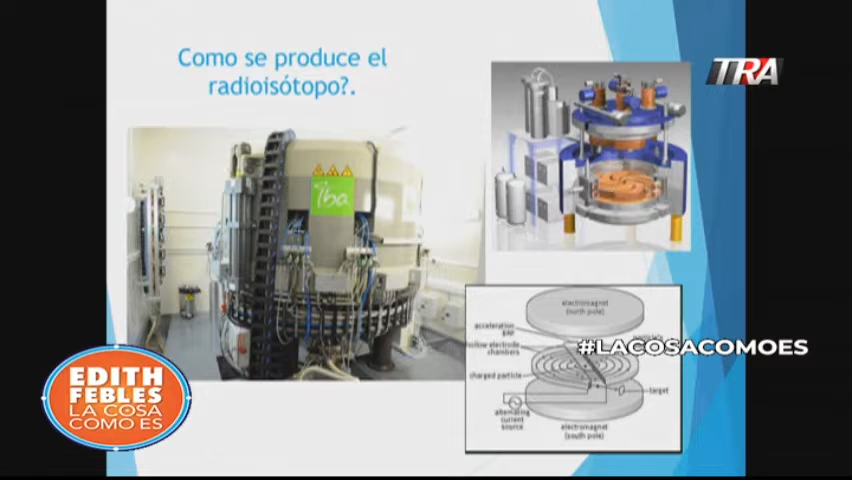 Como se produce el
radioisótopo?.
TRA
iba
electromagnet
(north pole)
acceleration
gap
hollow electrode
chambers
#LACOSACOMOES
charged particle
target
alternating
current
source
electromagnet
(south pole)
EDITH
FEBLES
LA COSA
COMO ES